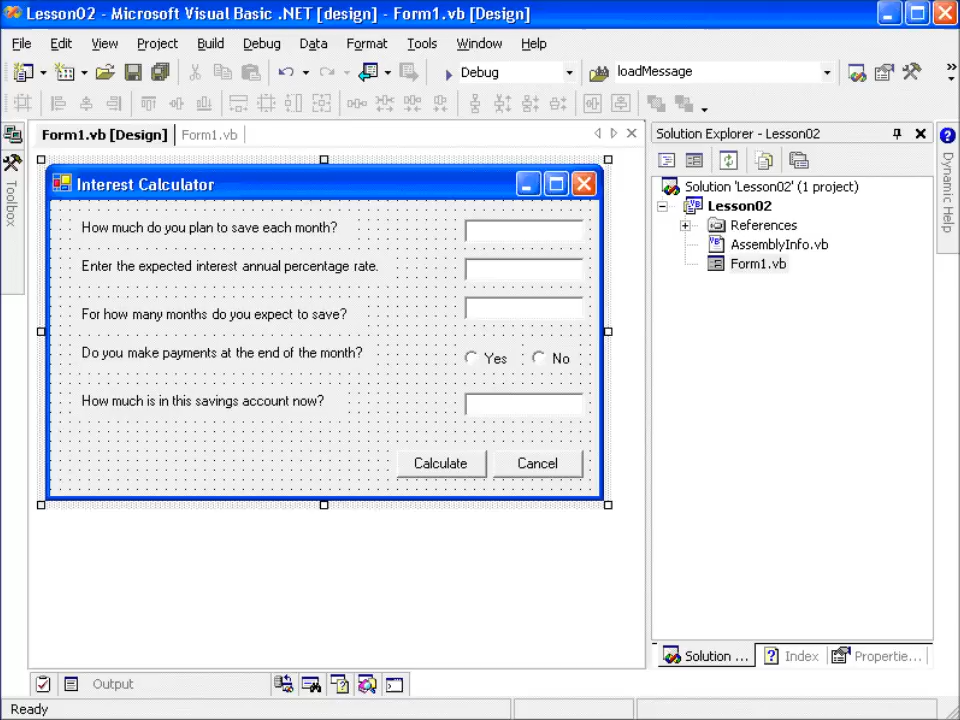 Lesson02 - Microsoft Visual Basic .NET [design] - Form1.vb [Design]
File Edit View Project Build Debug Data Format Tools Window Help
Debug loadMessage
Form1.vb [Design] Form1.vb
Solution Explorer - Lesson02
Toolbox
Dynamic Help
Interest Calculator
How much do you plan to save each month?
Enter the expected interest annual percentage rate.
For how many months do you expect to save?
Do you make payments at the end of the month?
Yes No
How much is in this savings account now?
Calculate Cancel
Solution 'Lesson02' (1 project)
Lesson02
References
AssemblyInfo.vb
Form1.vb
Solution ... Index Propertie...
Output
Ready